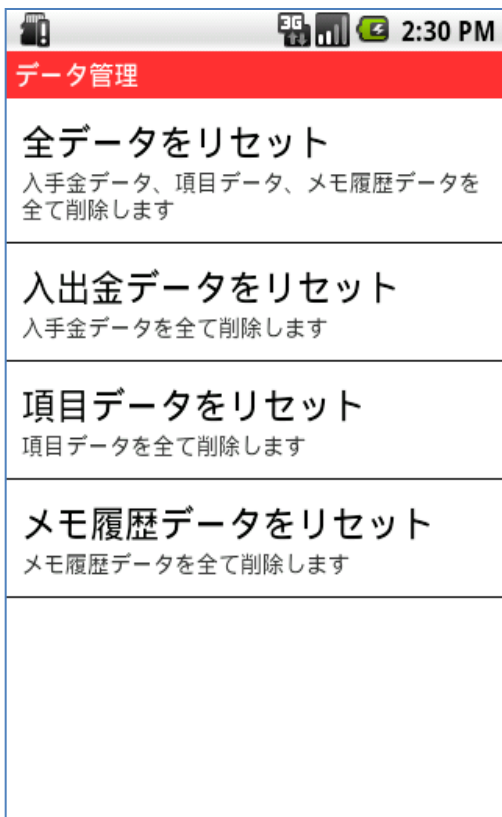 3G 2:30 PM
データ管理
全データをリセット
入手金データ、項目データ、メモ履歴データを
全て削除します
入出金データをリセット
入手金データを全て削除します
項目データをリセット
項目データを全て削除します
メモ履歴データをリセット
メモ履歴データを全て削除します